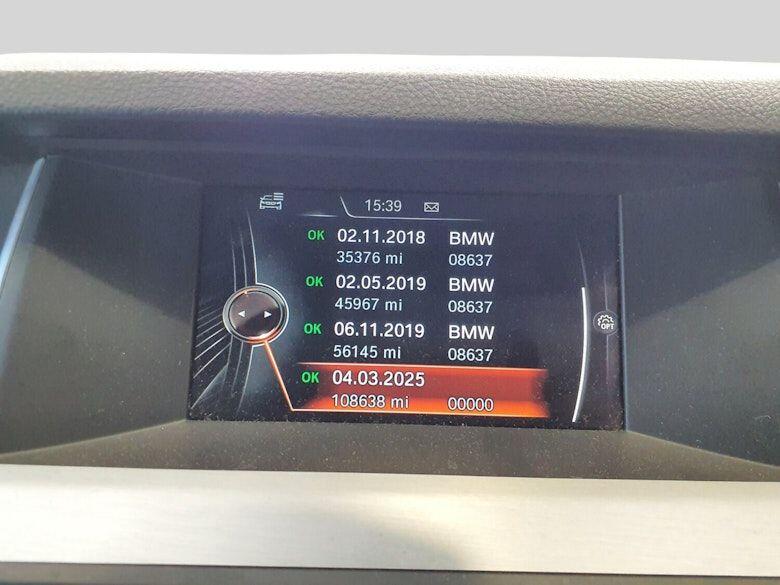 15:39
OK 02.11.2018 BMW
35376 mi 08637
OK 02.05.2019 BMW
45967 mi 08637
OK 06.11.2019 BMW
56145 mi 08637
OK 04.03.2025
108638 mi 00000
OPT